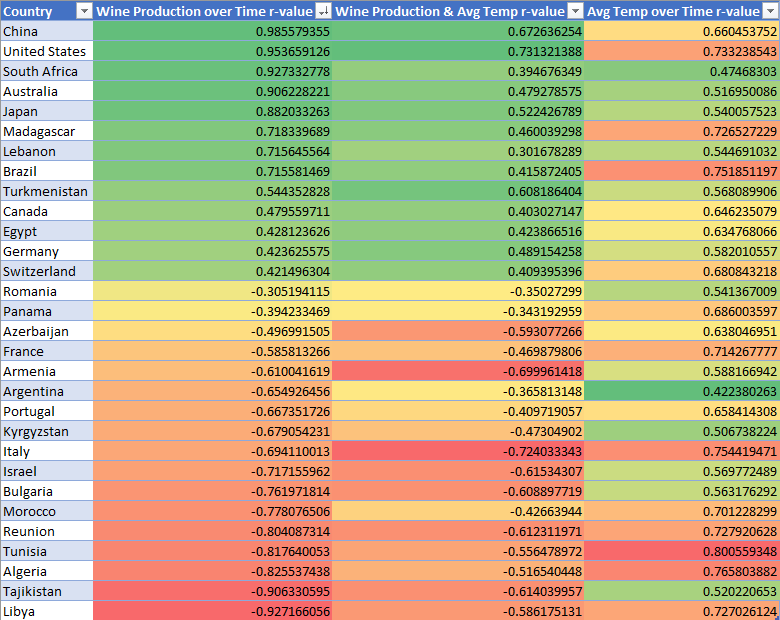 Country Wine Production over Time r-value Wine Production & Avg Temp r-value Avg Temp over Time r-value
China 0.985579355 0.672636254 0.660453752
United States 0.953659126 0.731321388 0.733238543
South Africa 0.927332778 0.394676349 0.47468303
Australia 0.906228221 0.479278575 0.516950086
Japan 0.882033263 0.522426789 0.540057523
Madagascar 0.718339689 0.460039298 0.726527229
Lebanon 0.715645564 0.301678289 0.544691032
Brazil 0.715581469 0.415872405 0.751851197
Turkmenistan 0.544352828 0.608186404 0.568089906
Canada 0.479559711 0.403027147 0.646235079
Egypt 0.428123626 0.423866516 0.634768066
Germany 0.423625575 0.489154258 0.582010557
Switzerland 0.421496304 0.409395396 0.680843218
Romania -0.305194115 -0.35027299 0.541367009
Panama -0.394233469 -0.343192959 0.686003597
Azerbaijan -0.496991505 -0.593077266 0.638046951
France -0.585813266 -0.469879806 0.714267777
Armenia -0.610041619 -0.699961418 0.588166942
Argentina -0.654926456 -0.365813148 0.422380263
Portugal -0.667351726 -0.409719057 0.658414308
Kyrgyzstan -0.679054231 -0.47304902 0.506738224
Italy -0.694110013 -0.724033343 0.754419471
Israel -0.717155962 -0.61534307 0.569772489
Bulgaria -0.761971814 -0.608897719 0.563176292
Morocco -0.778076506 -0.42663944 0.701228299
Reunion -0.804087314 -0.612311971 0.727920628
Tunisia -0.817640053 -0.556478972 0.800559348
Algeria -0.825537438 -0.516540448 0.765803882
Tajikistan -0.906330595 -0.614039957 0.520220653
Libya -0.927166056 -0.586175131 0.727026124